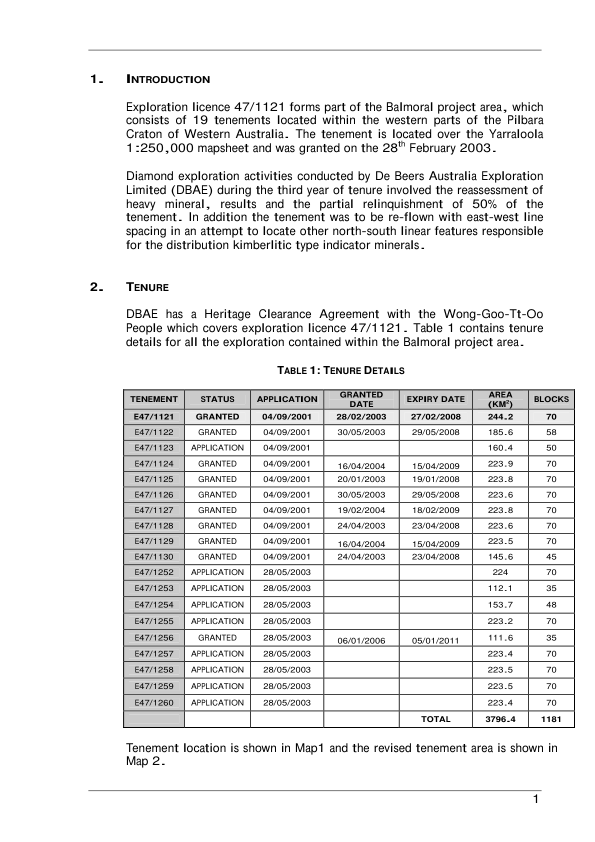 1. INTRODUCTION
Exploration licence 47/1121 forms part of the Balmoral project area, which
consists of 19 tenements located within the western parts of the Pilbara
Craton of Western Australia. The tenement is located over the Yarraloola
1:250,000 mapsheet and was granted on the 28th February 2003.
Diamond exploration activities conducted by De Beers Australia Exploration
Limited (DBAE) during the third year of tenure involved the reassessment of
heavy mineral, results and the partial relinquishment of 50% of the
tenement. In addition the tenement was to be re-flown with east-west line
spacing in an attempt to locate other north-south linear features responsible
for the distribution kimberlitic type indicator minerals.
2. TENURE
DBAE has a Heritage Clearance Agreement with the Wong-Goo-Tt-Oo
People which covers exploration licence 47/1121. Table 1 contains tenure
details for all the exploration contained within the Balmoral project area.
TABLE 1: TENURE DETAILS
TENEMENT STATUS APPLICATION GRANTED DATE EXPIRY DATE AREA (KM²) BLOCKS
E47/1121 GRANTED 04/09/2001 28/02/2003 27/02/2008 244.2 70
E47/1122 GRANTED 04/09/2001 30/05/2003 29/05/2008 185.6 58
E47/1123 APPLICATION 04/09/2001 160.4 50
E47/1124 GRANTED 04/09/2001 16/04/2004 15/04/2009 223.9 70
E47/1125 GRANTED 04/09/2001 20/01/2003 19/01/2008 223.8 70
E47/1126 GRANTED 04/09/2001 30/05/2003 29/05/2008 223.6 70
E47/1127 GRANTED 04/09/2001 19/02/2004 18/02/2009 223.8 70
E47/1128 GRANTED 04/09/2001 24/04/2003 23/04/2008 223.6 70
E47/1129 GRANTED 04/09/2001 16/04/2004 15/04/2009 223.5 70
E47/1130 GRANTED 04/09/2001 24/04/2003 23/04/2008 145.6 45
E47/1252 APPLICATION 28/05/2003 224 70
E47/1253 APPLICATION 28/05/2003 112.1 35
E47/1254 APPLICATION 28/05/2003 153.7 48
E47/1255 APPLICATION 28/05/2003 223.2 70
E47/1256 GRANTED 28/05/2003 06/01/2006 05/01/2011 111.6 35
E47/1257 APPLICATION 28/05/2003 223.4 70
E47/1258 APPLICATION 28/05/2003 223.5 70
E47/1259 APPLICATION 28/05/2003 223.5 70
E47/1260 APPLICATION 28/05/2003 223.4 70
TOTAL 3796.4 1181
Tenement location is shown in Map1 and the revised tenement area is shown in
Map 2.
1